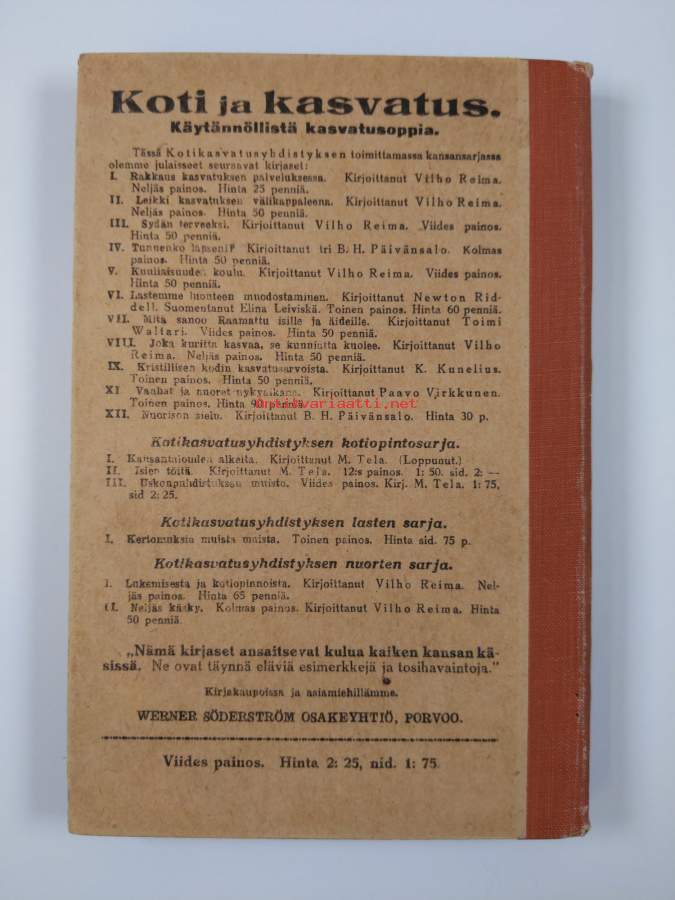 Koti ja kasvatus.
Käytännöllistä kasvatusoppia.
Tässä Kotikasvatusyhdistyksen toimittamassa kansansarjassa
olemme julaisseet seuraavat kirjaset:
I. Rakkaus kasvatuksen palveluksessa. Kirjoittanut Vilho Reima.
Neljäs painos. Hinta 25 penniä.
II. Leikki kasvatuksen välikappaleena. Kirjoittanut Vilho Reima.
Neljäs painos. Hinta 50 penniä.
III. Sydän terveeksi. Kirjoittanut Vilho Reima. Viides painos.
Hinta 50 penniä.
IV. Tunnenko lapseni? Kirjoittanut tri B. H. Päivänsalo. Kolmas
painos. Hinta 50 penniä.
V. Kuuliaisuuden koulu. Kirjoittanut Vilho Reima. Viides painos.
Hinta 50 penniä.
VI. Lastemme luonteen muodostaminen. Kirjoittanut Newton Rid-
dell. Suomentanut Elina Leiviskä. Toinen painos. Hinta 60 penniä.
VII. Mitä sanoo Raamattu isille ja äideille. Kirjoittanut Toimi
Waltari. Viides painos. Hinta 50 penniä.
VIII. Joka kuritta kasvaa, se kunniatta kuolee. Kirjoittanut Vilho
Reima. Neljäs painos. Hinta 50 penniä.
IX. Kristillisen kodin kasvatusarvoista. Kirjoittanut K. Kunelius.
Toinen painos. Hinta 50 penniä.
XI Vanhat ja nuoret nykyaikana. Kirjoittanut Paavo Virkkunen.
Toinen painos. Hinta 90 penniä.
Antikvariaatti.net
XII. Nuorison sielu. Kirjoittanut B. H. Päivänsalo. Hinta 30 p.
Kotikasvatusyhdistyksen kotiopintosarja.
I. Kansantalouden alkeita. Kirjoittanut M. Tela. (Loppunut.)
II. Isien töitä. Kirjoittanut M. Tela. 12:s painos. 1: 50. sid. 2: —
III. Uskonpuhdistuksen muisto. Viides painos. Kirj. M. Tela. 1: 75,
sid 2: 25.
Kotikasvatusyhdistyksen lasten sarja.
I. Kertomuksia muista maista. Toinen painos. Hinta sid. 75 p.
Kotikasvatusyhdistyksen nuorten sarja.
I. Lukemisesta ja kotiopinnoista. Kirjoittanut Vilho Reima. Nel-
jäs painos. Hinta 65 penniä.
II. Neljäs käsky. Kolmas painos. Kirjoittanut Vilho Reima. Hinta
50 penniä.
„Nämä kirjaset ansaitsevat kulua kaiken kansan kä-
sissä. Ne ovat täynnä eläviä esimerkkejä ja tosihavaintoja.”
Kirjakaupoissa ja asiamiehillämme.
WERNER SÖDERSTRÖM OSAKEYHTIÖ, PORVOO.
Viides painos. Hinta 2: 25, nid. 1: 75